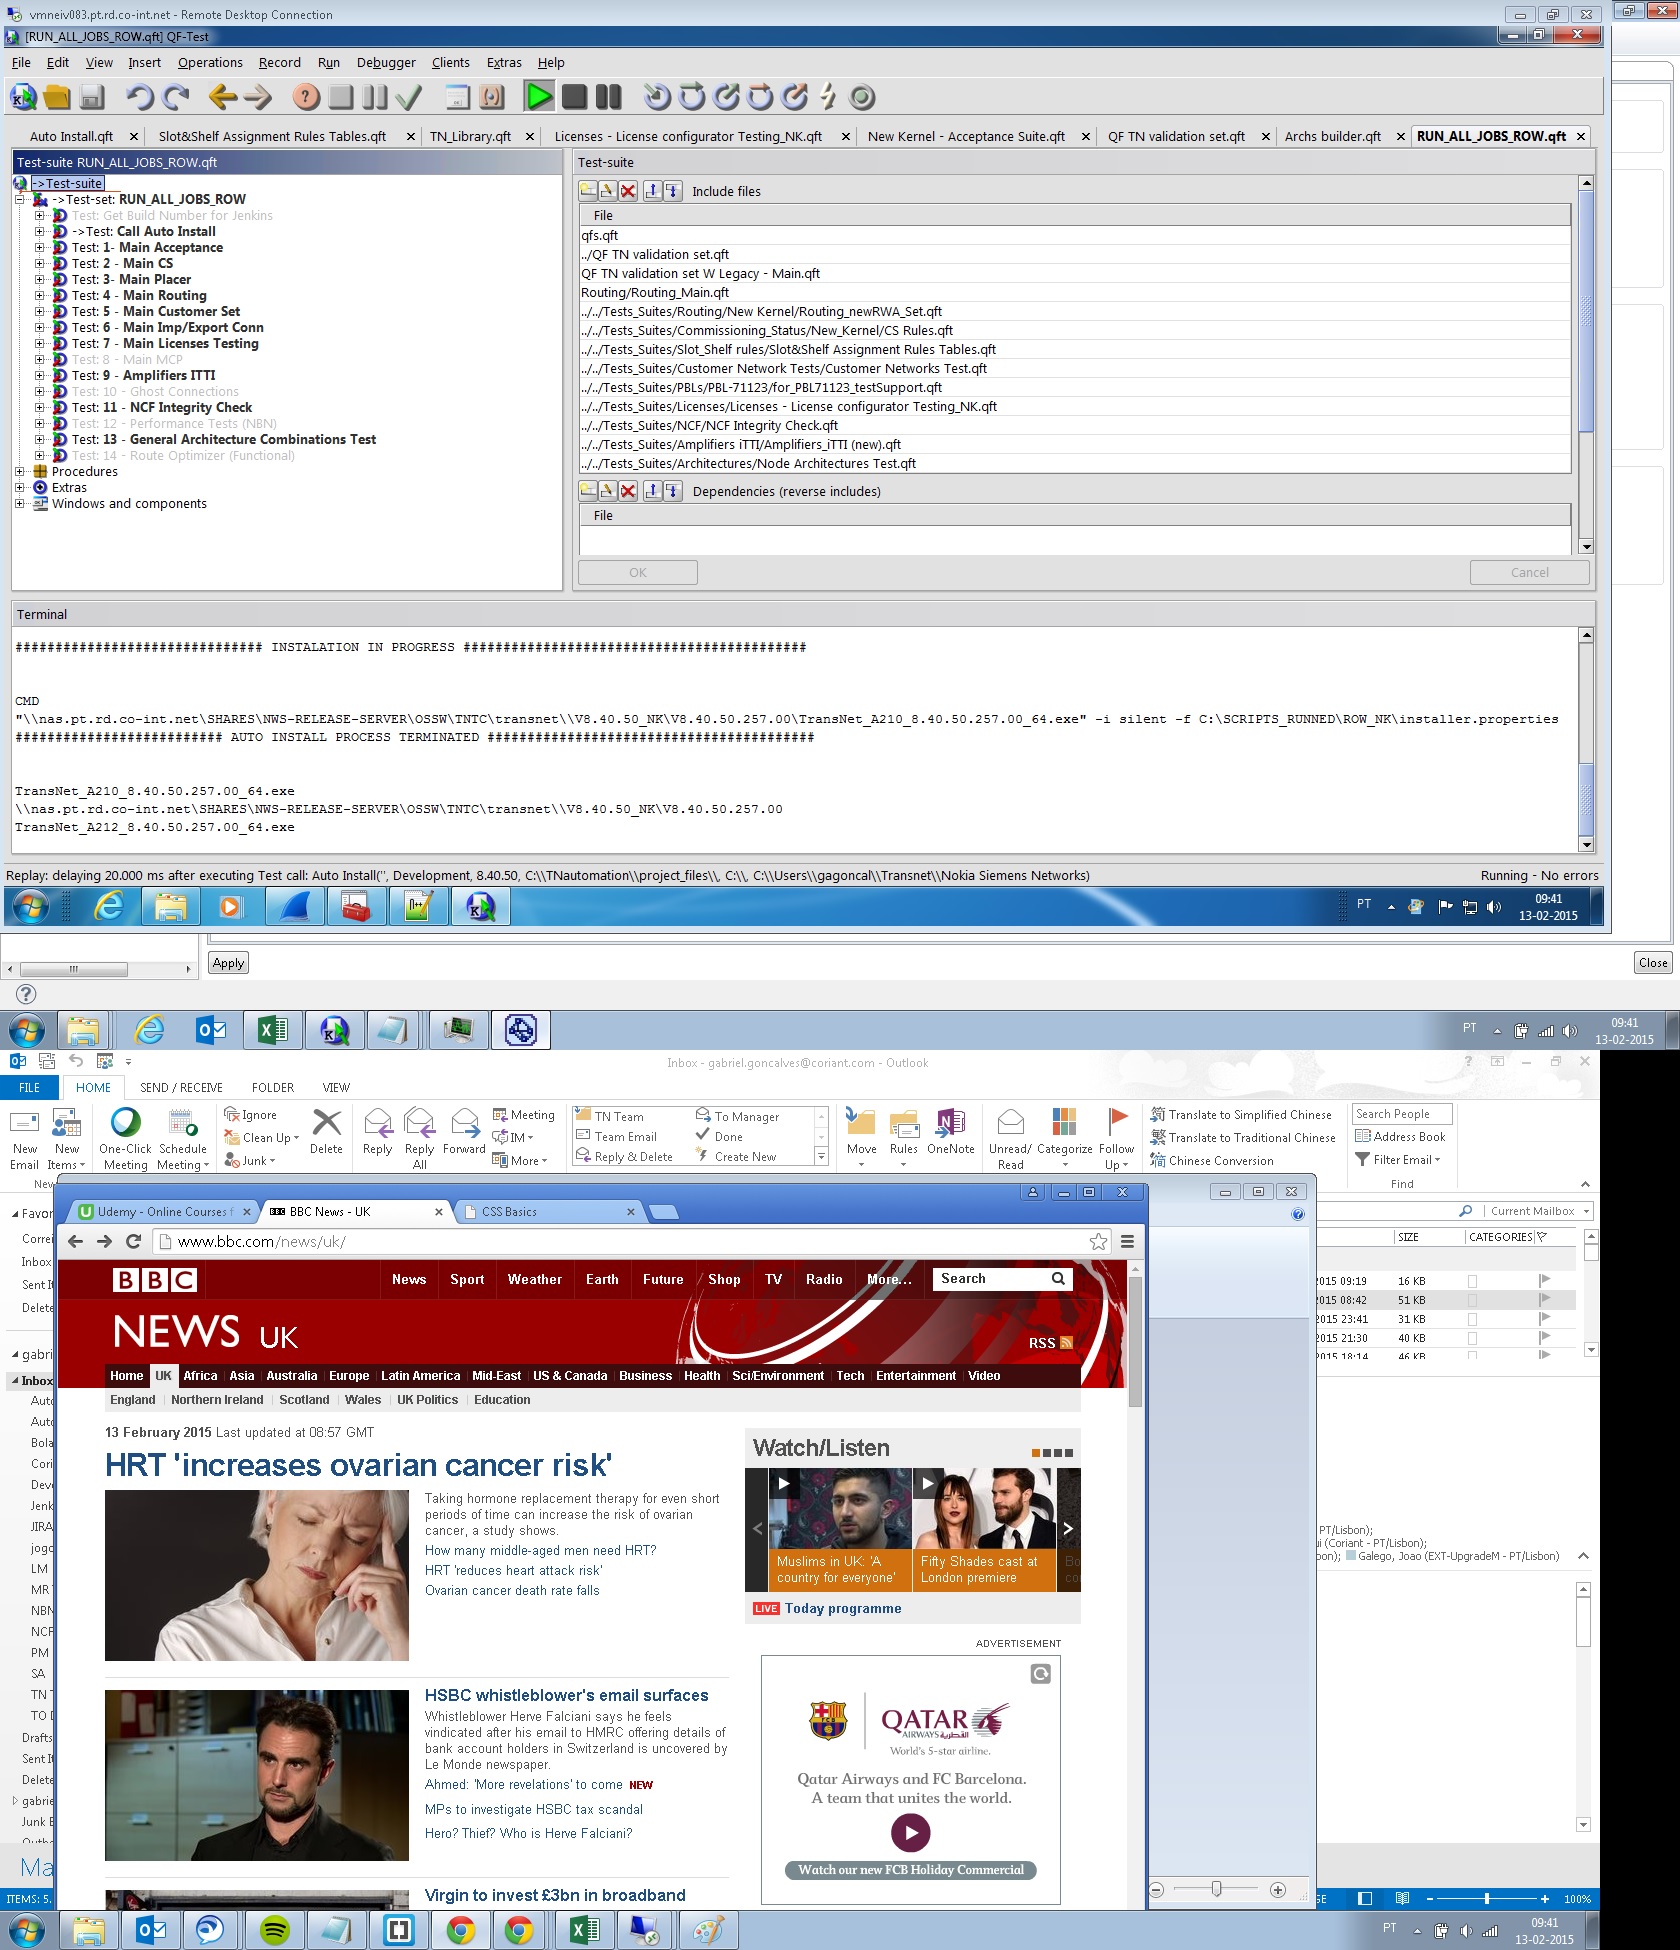 vmneiv083.pt.rd.co-int.net - Remote Desktop Connection
[RUN_ALL_JOBS_ROW.qft] QF-Test
File Edit View Insert Operations Record Run Debugger Clients Extras Help
Auto Install.qft Slot&Shelf Assignment Rules Tables.qft TN_Library.qft Licenses - License configurator Testing_NK.qft New Kernel - Acceptance Suite.qft QF TN validation set.qft Archs builder.qft RUN_ALL_JOBS_ROW.qft
Test-suite RUN_ALL_JOBS_ROW.qft
->Test-suite
->Test-set: RUN_ALL_JOBS_ROW
Test: Get Build Number for Jenkins
->Test: Call Auto Install
Test: 1- Main Acceptance
Test: 2 - Main CS
Test: 3- Main Placer
Test: 4 - Main Routing
Test: 5 - Main Customer Set
Test: 6 - Main Imp/Export Conn
Test: 7 - Main Licenses Testing
Test: 8 - Main MCP
Test: 9 - Amplifiers ITTI
Test: 10 - Ghost Connections
Test: 11 - NCF Integrity Check
Test: 12 - Performance Tests (NBN)
Test: 13 - General Architecture Combinations Test
Test: 14 - Route Optimizer (Functional)
Procedures
Extras
Windows and components
Test-suite
Include files
File
qfs.qft
../QF TN validation set.qft
QF TN validation set W Legacy - Main.qft
Routing/Routing_Main.qft
../../Tests_Suites/Routing/New Kernel/Routing_newRWA_Set.qft
../../Tests_Suites/Commissioning_Status/New_Kernel/CS Rules.qft
../../Tests_Suites/Slot_Shelf rules/Slot&Shelf Assignment Rules Tables.qft
../../Tests_Suites/Customer Network Tests/Customer Networks Test.qft
../../Tests_Suites/PBLs/PBL-71123/for_PBL71123_testSupport.qft
../../Tests_Suites/Licenses/Licenses - License configurator Testing_NK.qft
../../Tests_Suites/NCF/NCF Integrity Check.qft
../../Tests_Suites/Amplifiers iTTI/Amplifiers_iTTI (new).qft
../../Tests_Suites/Architectures/Node Architectures Test.qft
Dependencies (reverse includes)
File
OK Cancel
Terminal
############################### INSTALATION IN PROGRESS ###########################################
CMD
"\\nas.pt.rd.co-int.net\SHARES\NWS-RELEASE-SERVER\OSSW\TNTC\transnet\\V8.40.50_NK\V8.40.50.257.00\TransNet_A210_8.40.50.257.00_64.exe" -i silent -f C:\SCRIPTS_RUNNED\ROW_NK\installer.properties
########################## AUTO INSTALL PROCESS TERMINATED #########################################
TransNet_A210_8.40.50.257.00_64.exe
\\nas.pt.rd.co-int.net\SHARES\NWS-RELEASE-SERVER\OSSW\TNTC\transnet\\V8.40.50_NK\V8.40.50.257.00
TransNet_A212_8.40.50.257.00_64.exe
Replay: delaying 20.000 ms after executing Test call: Auto Install('', Development, 8.40.50, C:\\TNautomation\\project_files\\, C:\\, C:\\Users\\gagoncal\\Transnet\\Nokia Siemens Networks) Running - No errors
PT 09:41
13-02-2015
Apply Close
PT 09:41
13-02-2015
Inbox - gabriel.goncalves@coriant.com - Outlook
FILE HOME SEND / RECEIVE FOLDER VIEW
New Email
New Items
One-Click Meeting
Schedule Meeting
Ignore
Clean Up
Junk
Delete
Reply
Reply All
Forward
Meeting
IM
More
TN Team
Team Email
Reply & Delete
To Manager
Done
Create New
Move
Rules
OneNote
Unread/ Read
Categorize
Follow Up
Translate to Simplified Chinese
Translate to Traditional Chinese
Chinese Conversion
Search People
Address Book
Filter Email
New Find
Udemy - Online Courses f BBC News - UK CSS Basics
www.bbc.com/news/uk/
BBC News Sport Weather Earth Future Shop TV Radio More... Search
NEWS UK
RSS
Home UK Africa Asia Australia Europe Latin America Mid-East US & Canada Business Health Sci/Environment Tech Entertainment Video
England Northern Ireland Scotland Wales UK Politics Education
13 February 2015 Last updated at 08:57 GMT
HRT 'increases ovarian cancer risk'
Taking hormone replacement therapy for even short
periods of time can increase the risk of ovarian
cancer, a study shows.
How many middle-aged men need HRT?
HRT 'reduces heart attack risk'
Ovarian cancer death rate falls
HSBC whistleblower's email surfaces
Whistleblower Herve Falciani says he feels
vindicated after his email to HMRC offering details of
bank account holders in Switzerland is uncovered by
Le Monde newspaper.
Ahmed: 'More revelations' to come NEW
MPs to investigate HSBC tax scandal
Hero? Thief? Who is Herve Falciani?
Virgin to invest £3bn in broadband
Watch/Listen
Muslims in UK: 'A
country for everyone'
Fifty Shades cast at
London premiere
LIVE Today programme
ADVERTISEMENT
QATAR
AIRWAYS القطرية
World's 5-star airline.
Qatar Airways and FC Barcelona.
A team that unites the world.
Watch our new FCB Holiday Commercial
Favor
Correi
Inbox
Sent It
Delete
gabri
Inbox
Auto
Auto
Bola
Cori
Deve
Jenk
JIRA
jogo
LM
MR
NBN
NCF
PM
SA
TN T
TO D
Drafts
Sent It
Delete
gabrie
Junk E
Ma
ITEMS: 5.
Current Mailbox
SIZE CATEGORIES
2015 09:19 16 KB
2015 08:42 51 KB
2015 23:41 31 KB
2015 21:30 40 KB
2015 18:14 46 KB
PT/Lisbon);
ui (Coriant - PT/Lisbon);
bon); Galego, Joao (EXT-UpgradeM - PT/Lisbon)
100%
PT 09:41
13-02-2015